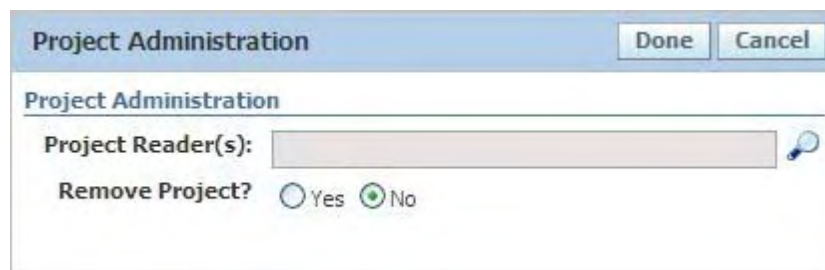 Project Administration Done Cancel
Project Administration
Project Reader(s):
Remove Project? Yes No